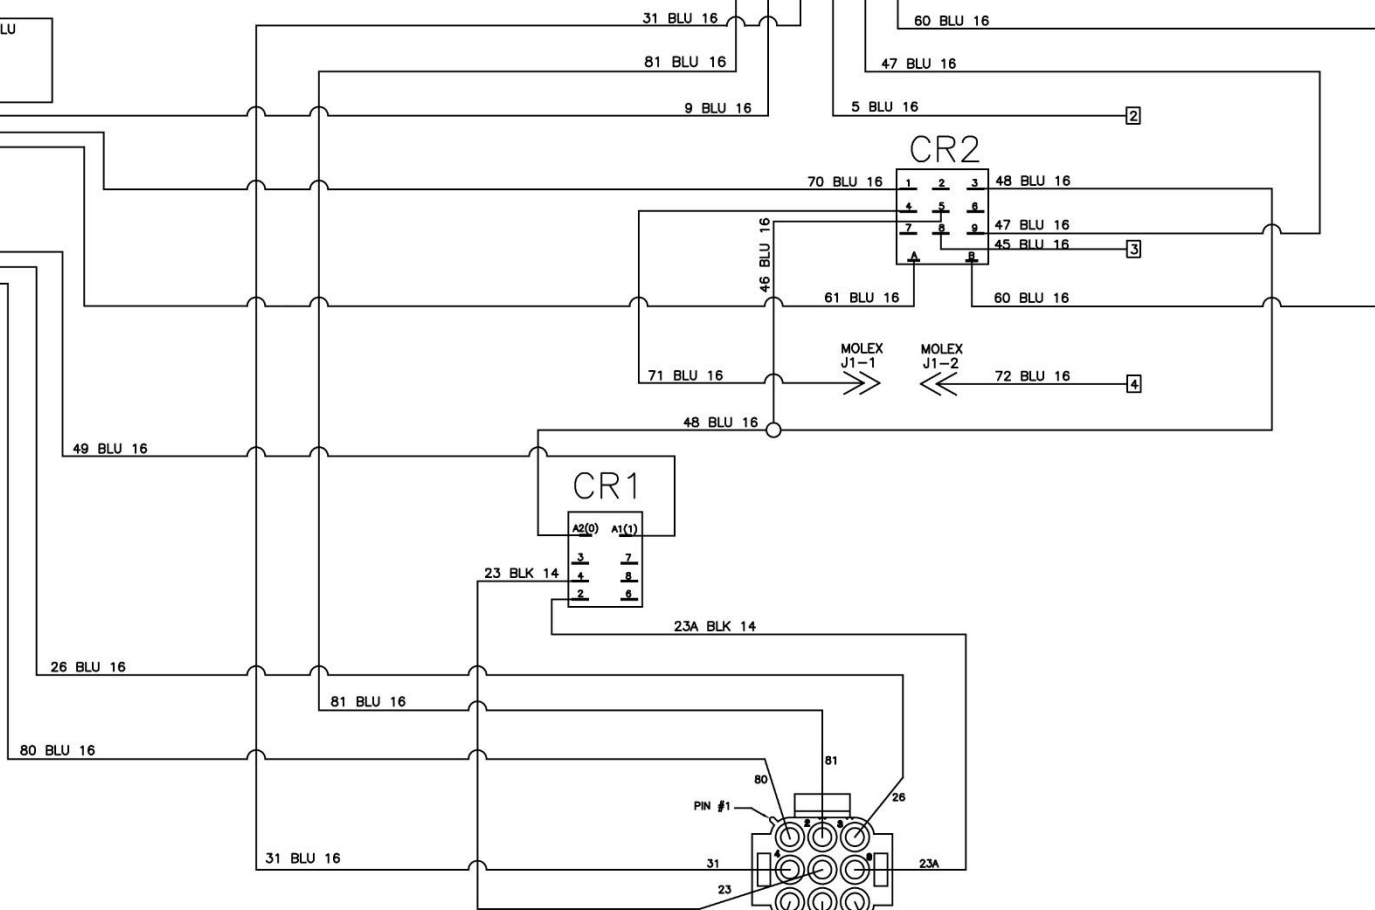 31 BLU 16
60 BLU 16
LU
81 BLU 16
47 BLU 16
9 BLU 16
5 BLU 16
2
CR2
70 BLU 16
1 2 3
48 BLU 16
4 5 6
46 BLU 16
7 8 9
47 BLU 16
45 BLU 16
3
A B
61 BLU 16
60 BLU 16
MOLEX
J1-1
MOLEX
J1-2
71 BLU 16
72 BLU 16
4
48 BLU 16
49 BLU 16
CR1
A2(0) A1(1)
3 7
23 BLK 14
4 8
2 6
23A BLK 14
26 BLU 16
81 BLU 16
80 BLU 16
81
80
26
PIN #1
2 3
4
31 BLU 16
31
23A
23